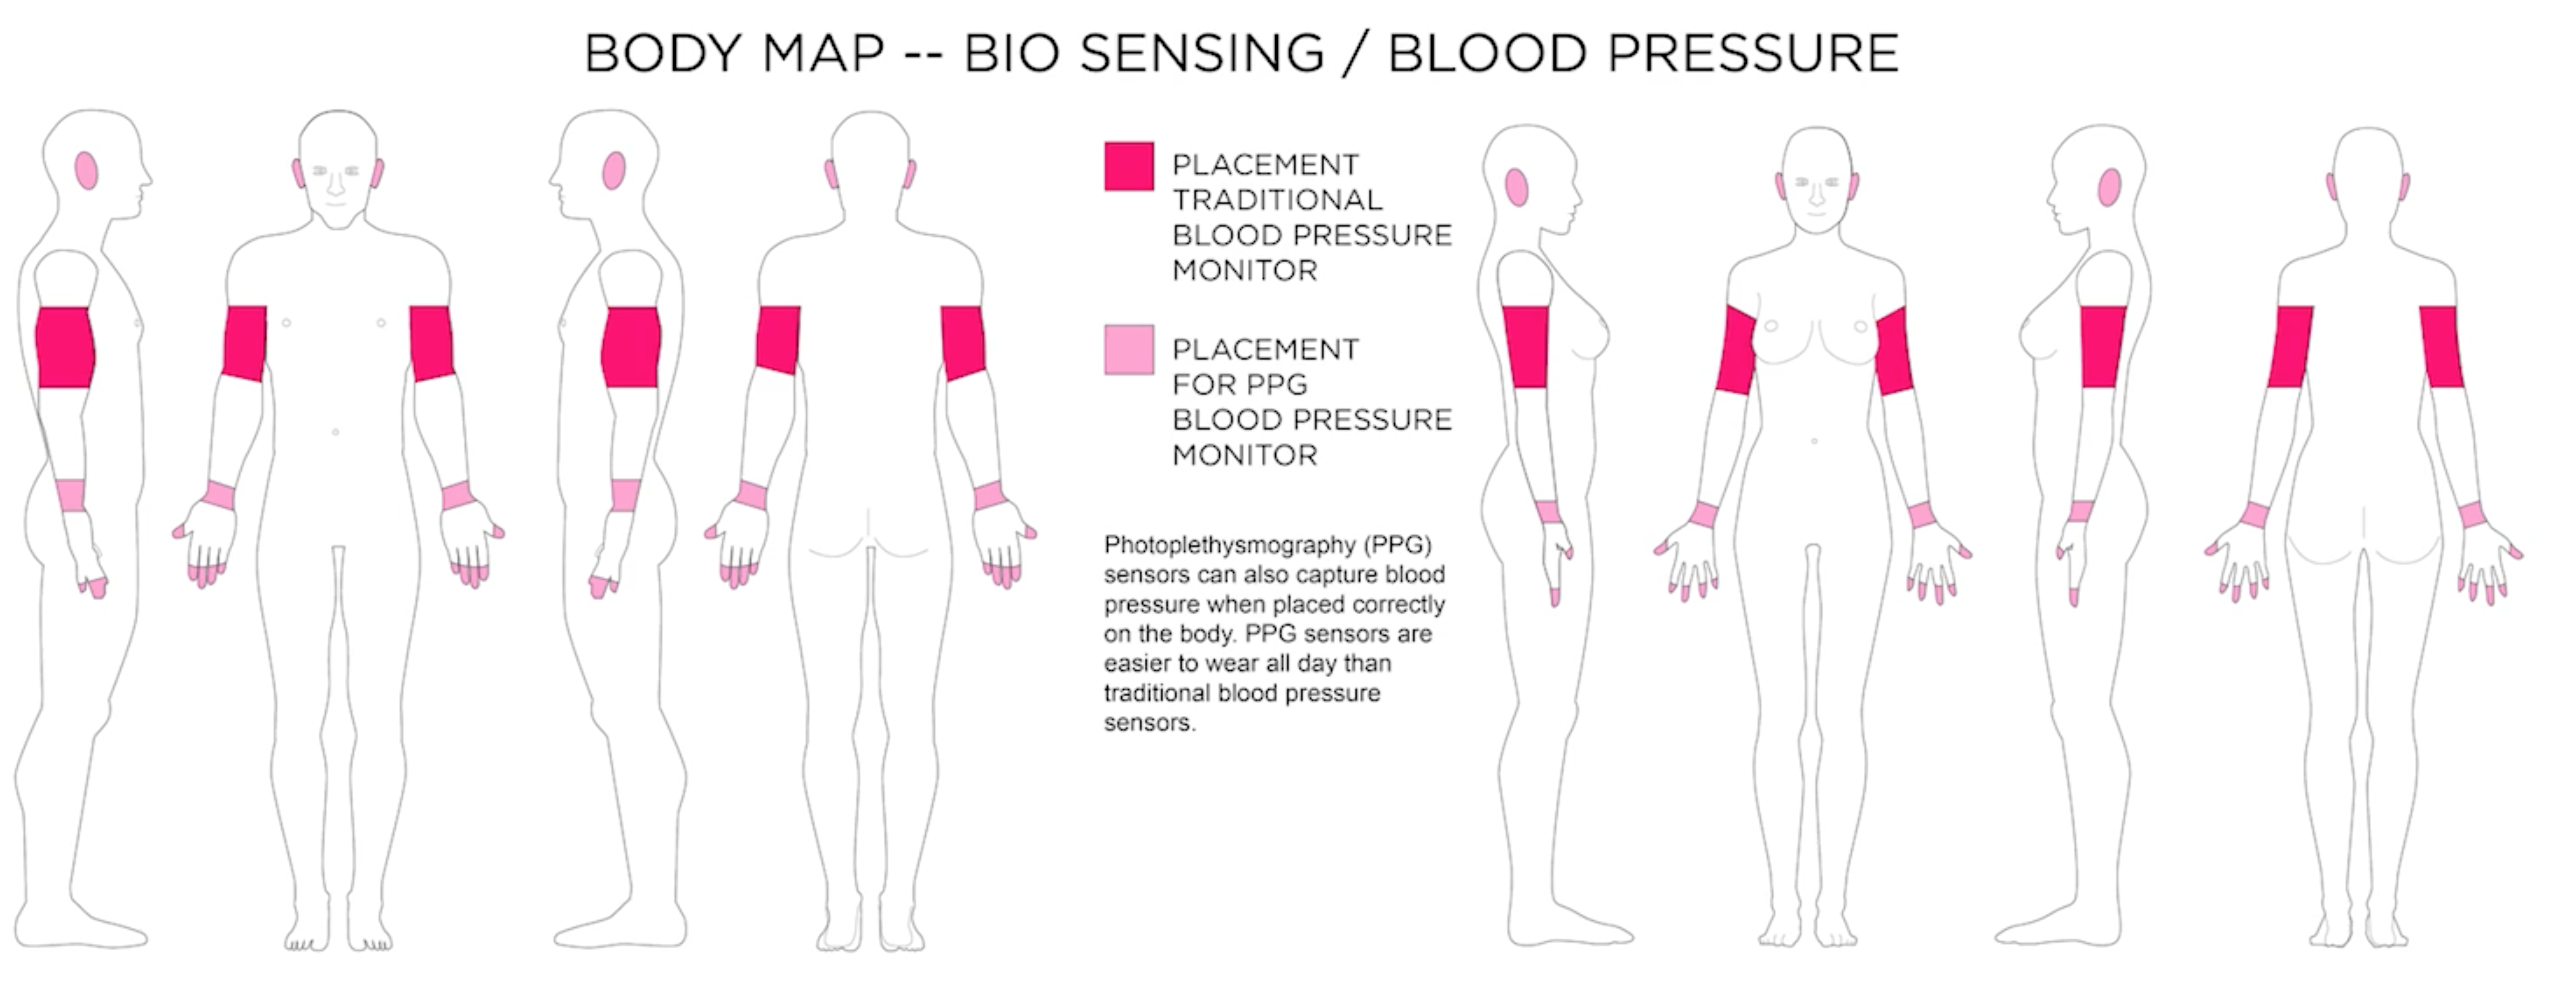 BODY MAP -- BIO SENSING / BLOOD PRESSURE
PLACEMENT
TRADITIONAL
BLOOD PRESSURE
MONITOR
PLACEMENT
FOR PPG
BLOOD PRESSURE
MONITOR
Photoplethysmography (PPG)
sensors can also capture blood
pressure when placed correctly
on the body. PPG sensors are
easier to wear all day than
traditional blood pressure
sensors.